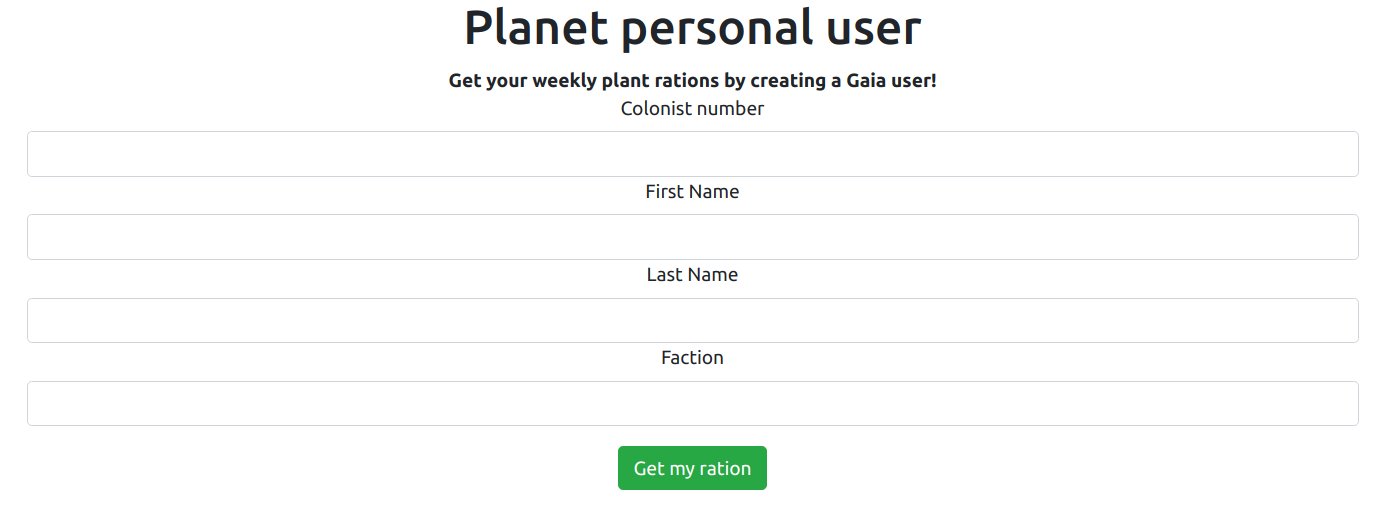 Planet personal user
Get your weekly plant rations by creating a Gaia user!
Colonist number
First Name
Last Name
Faction
Get my ration